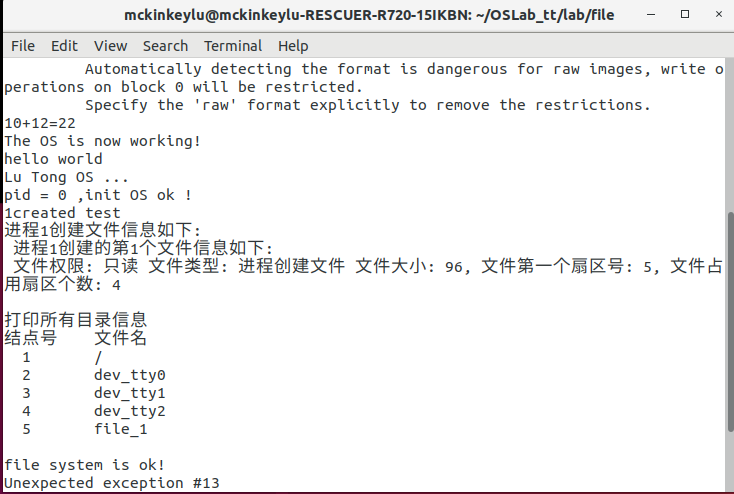 mckinkeylu@mckinkeylu-RESCUER-R720-15IKBN: ~/OSLab_tt/lab/file
File Edit View Search Terminal Help
Automatically detecting the format is dangerous for raw images, write o
perations on block 0 will be restricted.
Specify the 'raw' format explicitly to remove the restrictions.
10+12=22
The OS is now working!
hello world
Lu Tong OS ...
pid = 0 ,init OS ok !
1created test
进程1创建文件信息如下:
进程1创建的第1个文件信息如下:
文件权限: 只读 文件类型: 进程创建文件 文件大小: 96, 文件第一个扇区号: 5, 文件占
用扇区个数: 4
打印所有目录信息
结点号 文件名
1 /
2 dev_tty0
3 dev_tty1
4 dev_tty2
5 file_1
file system is ok!
Unexpected exception #13